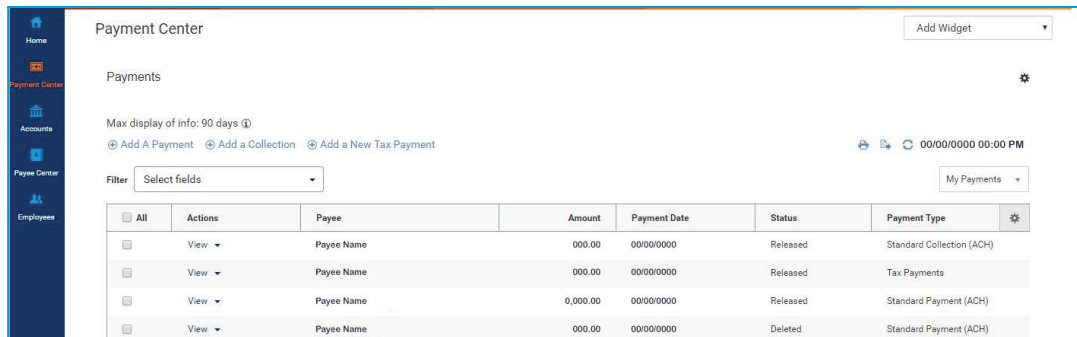 Home
Payment Center
Accounts
Payee Center
Employees
Payment Center
Add Widget
Payments
Max display of info: 90 days
Add A Payment Add a Collection Add a New Tax Payment
00/00/0000 00:00 PM
Filter Select fields
My Payments
All Actions Payee Amount Payment Date Status Payment Type
View Payee Name 000.00 00/00/0000 Released Standard Collection (ACH)
View Payee Name 000.00 00/00/0000 Released Tax Payments
View Payee Name 0,000.00 00/00/0000 Released Standard Payment (ACH)
View Payee Name 000.00 00/00/0000 Deleted Standard Payment (ACH)